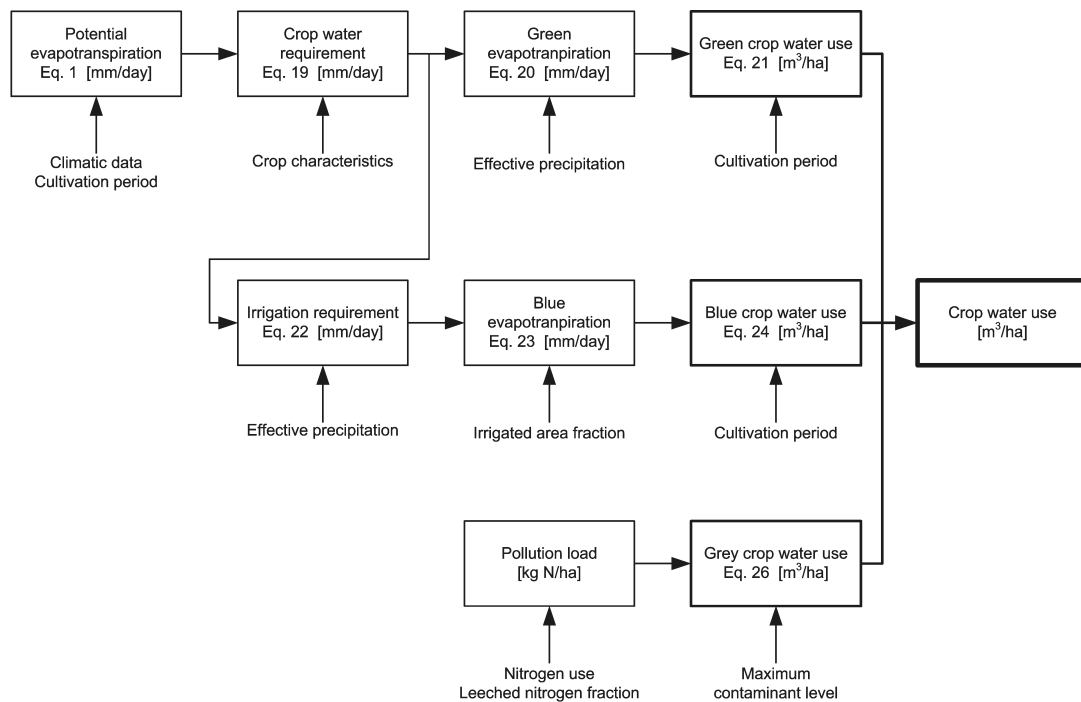 Potential
evapotranspiration
Eq. 1 [mm/day]
Crop water
requirement
Eq. 19 [mm/day]
Green
evapotranpiration
Eq. 20 [mm/day]
Green crop water use
Eq. 21 [m³/ha]
Climatic data
Cultivation period
Crop characteristics
Effective precipitation
Cultivation period
Irrigation requirement
Eq. 22 [mm/day]
Blue
evapotranpiration
Eq. 23 [mm/day]
Blue crop water use
Eq. 24 [m³/ha]
Crop water use
[m³/ha]
Effective precipitation
Irrigated area fraction
Cultivation period
Pollution load
[kg N/ha]
Grey crop water use
Eq. 26 [m³/ha]
Nitrogen use
Leeched nitrogen fraction
Maximum
contaminant level